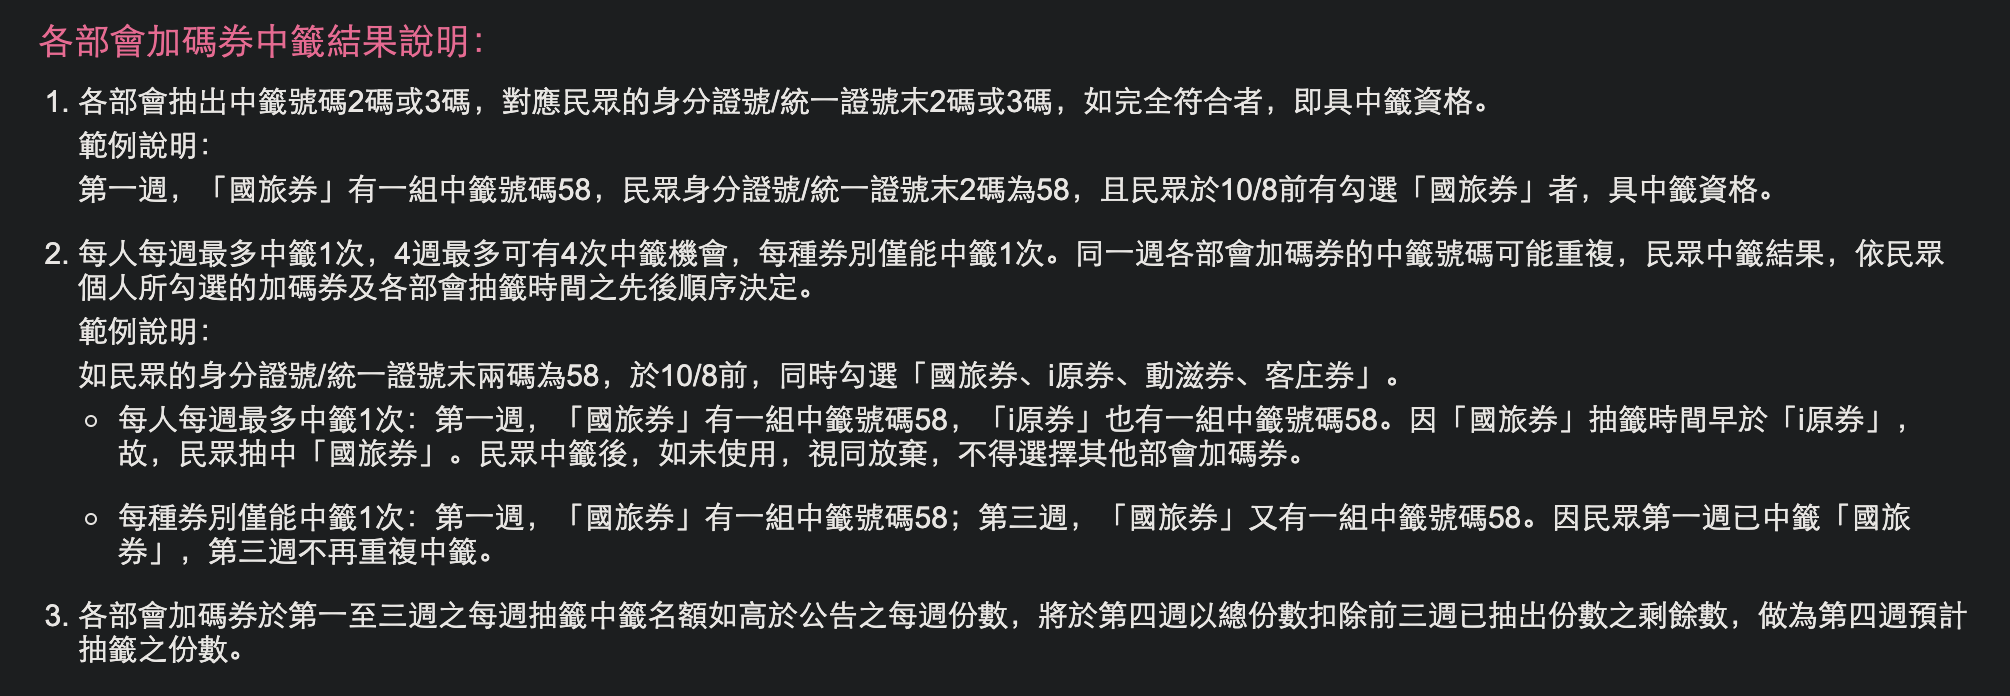 各部會加碼券中籤結果說明：
1. 各部會抽出中籤號碼2碼或3碼，對應民眾的身分證號/統一證號末2碼或3碼，如完全符合者，即具中籤資格。
範例說明：
第一週，「國旅券」有一組中籤號碼58，民眾身分證號/統一證號末2碼為58，且民眾於10/8前有勾選「國旅券」者，具中籤資格。
2. 每人每週最多中籤1次，4週最多可有4次中籤機會，每種券別僅能中籤1次。同一週各部會加碼券的中籤號碼可能重複，民眾中籤結果，依民眾
個人所勾選的加碼券及各部會抽籤時間之先後順序決定。
範例說明：
如民眾的身分證號/統一證號末兩碼為58，於10/8前，同時勾選「國旅券、i原券、動滋券、客庄券」。
○ 每人每週最多中籤1次：第一週，「國旅券」有一組中籤號碼58，「i原券」也有一組中籤號碼58。因「國旅券」抽籤時間早於「i原券」，
故，民眾抽中「國旅券」。民眾中籤後，如未使用，視同放棄，不得選擇其他部會加碼券。
○ 每種券別僅能中籤1次：第一週，「國旅券」有一組中籤號碼58；第三週，「國旅券」又有一組中籤號碼58。因民眾第一週已中籤「國旅
券」，第三週不再重複中籤。
3. 各部會加碼券於第一至三週之每週抽籤中籤名額如高於公告之每週份數，將於第四週以總份數扣除前三週已抽出份數之剩餘數，做為第四週預計
抽籤之份數。